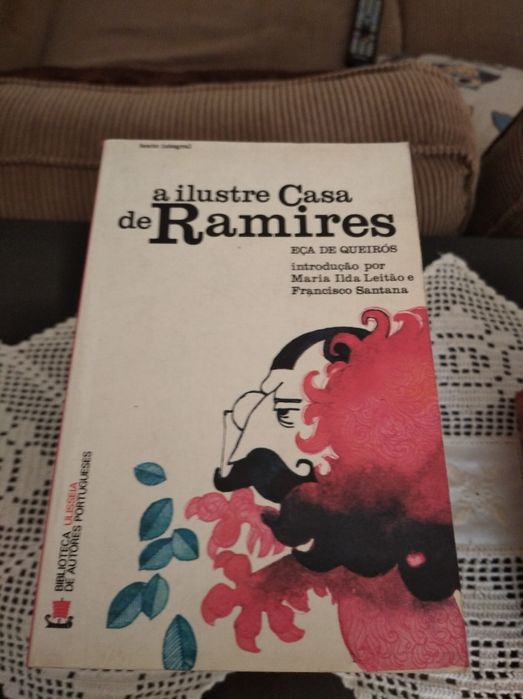 texto integral
a ilustre Casa
de Ramires
EÇA DE QUEIRÓS
introdução por
Maria Ilda Leitão e
Francisco Santana
BIBLIOTECA ULISSEIA
DE AUTORES PORTUGUESES